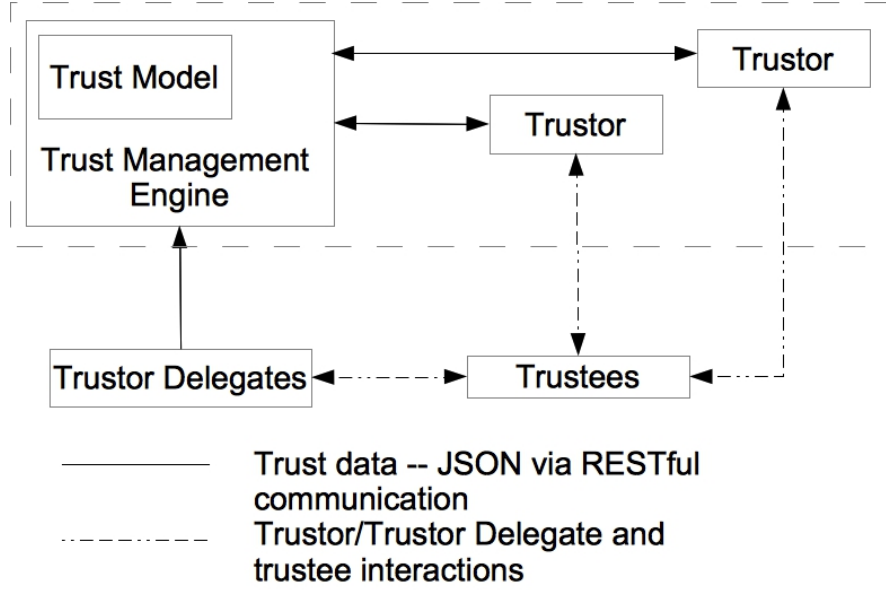 Trust Model
Trust Management
Engine
Trustor
Trustor
Trustor Delegates
Trustees
Trust data -- JSON via RESTful
communication
Trustor/Trustor Delegate and
trustee interactions